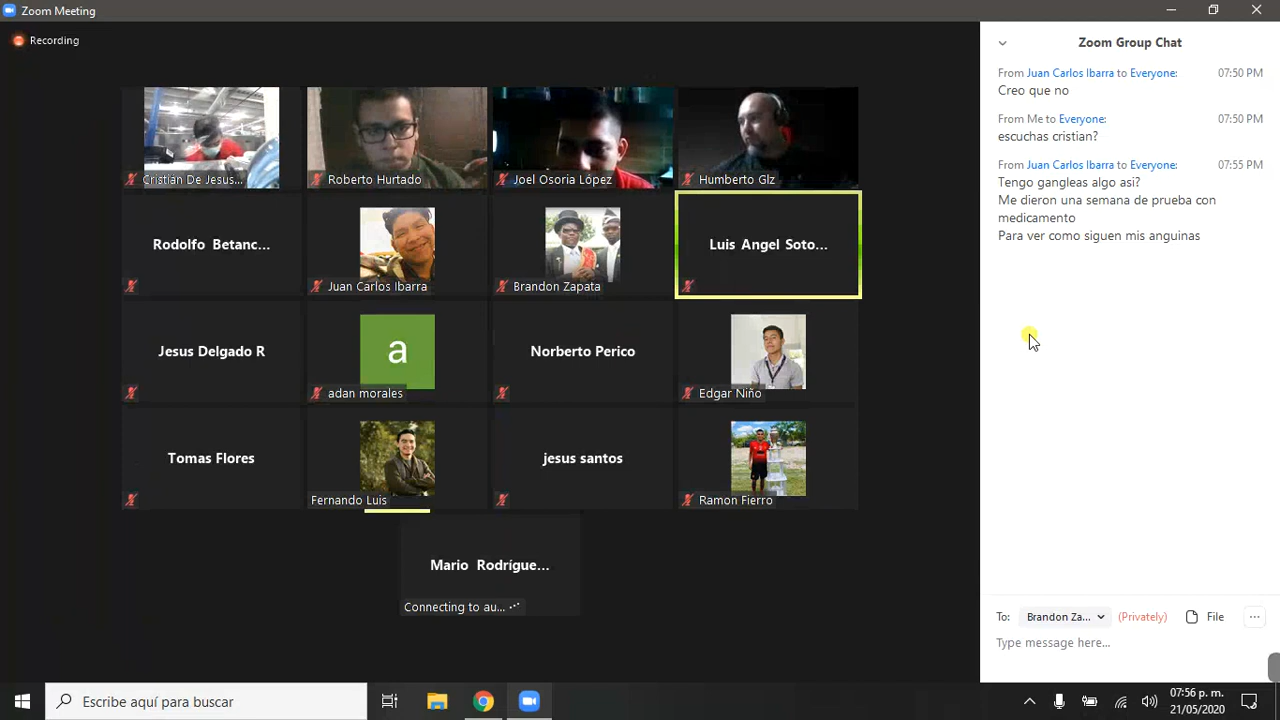 Zoom Meeting
Recording
Cristian De Jesus...
Roberto Hurtado
Joel Osoria López
Humberto Glz
Rodolfo Betanc...
Juan Carlos Ibarra
Brandon Zapata
Luis Angel Soto...
Jesus Delgado R
a
adan morales
Norberto Perico
Edgar Niño
Tomas Flores
Fernando Luis
jesus santos
Ramon Fierro
Mario Rodrígue...
Connecting to au...
Zoom Group Chat
From Juan Carlos Ibarra to Everyone: 07:50 PM
Creo que no
From Me to Everyone: 07:50 PM
escuchas cristian?
From Juan Carlos Ibarra to Everyone: 07:55 PM
Tengo gangleas algo asi?
Me dieron una semana de prueba con
medicamento
Para ver como siguen mis anguinas
To: Brandon Za... (Privately) File ...
Type message here...
Escribe aquí para buscar
07:56 p. m.
21/05/2020